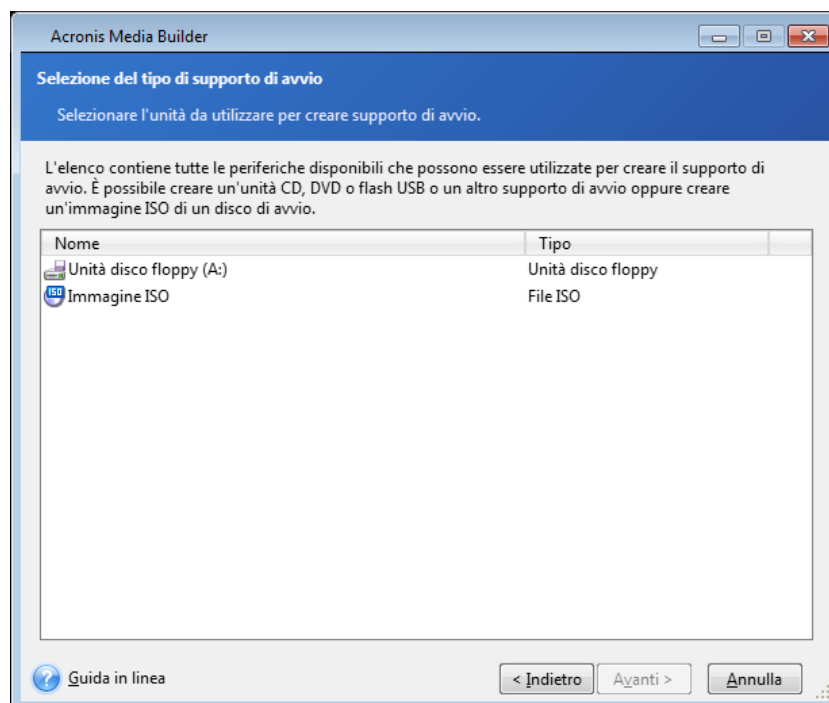 Acronis Media Builder
Selezione del tipo di supporto di avvio
Selezionare l'unità da utilizzare per creare supporto di avvio.
L'elenco contiene tutte le periferiche disponibili che possono essere utilizzate per creare il supporto di
avvio. È possibile creare un'unità CD, DVD o flash USB o un altro supporto di avvio oppure creare
un'immagine ISO di un disco di avvio.
Nome Tipo
Unità disco floppy (A:) Unità disco floppy
ISO Immagine ISO File ISO
? Guida in linea < Indietro Avanti > Annulla